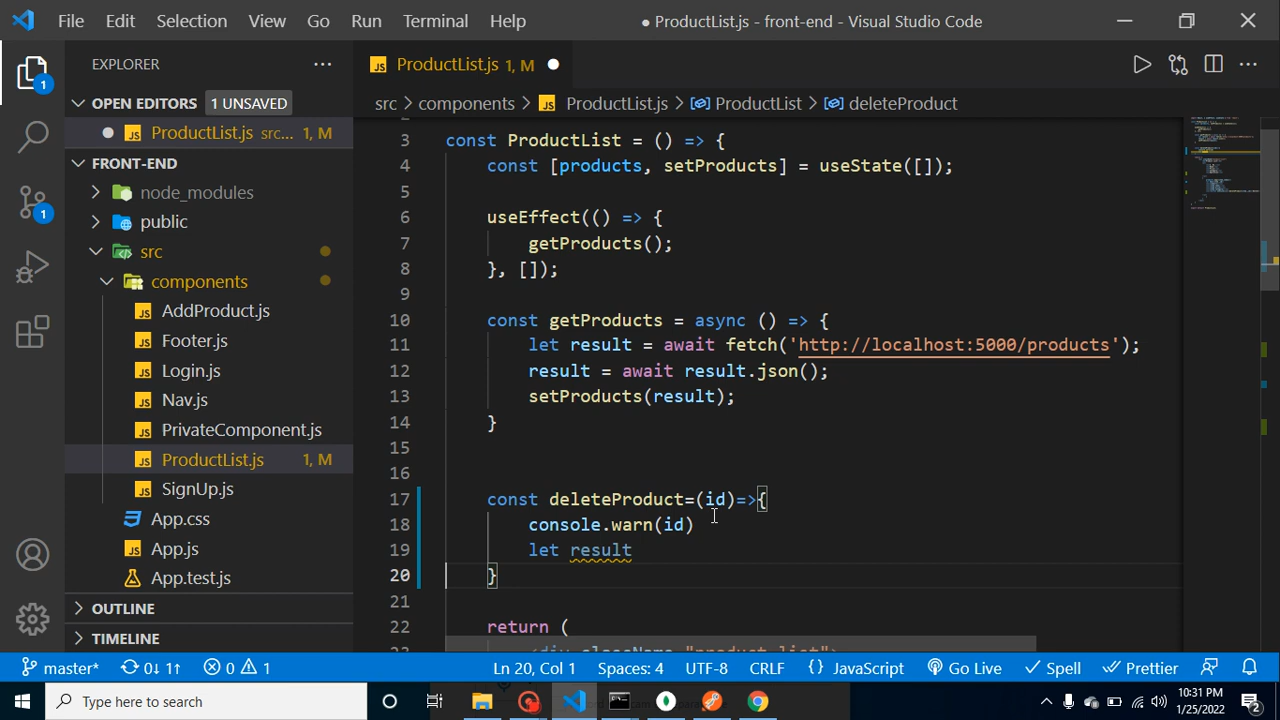 File Edit Selection View Go Run Terminal Help ● ProductList.js - front-end - Visual Studio Code
EXPLORER
OPEN EDITORS 1 UNSAVED
ProductList.js src... 1, M
FRONT-END
node_modules
public
src
components
AddProduct.js
Footer.js
Login.js
Nav.js
PrivateComponent.js
ProductList.js 1, M
SignUp.js
App.css
App.js
App.test.js
OUTLINE
TIMELINE
1
1
ProductList.js 1, M
src > components > JS ProductList.js > ProductList > deleteProduct
3 const ProductList = () => {
4 const [products, setProducts] = useState([]);
5
6 useEffect(() => {
7 getProducts();
8 }, []);
9
10 const getProducts = async () => {
11 let result = await fetch('http://localhost:5000/products');
12 result = await result.json();
13 setProducts(result);
14 }
15
16
17 const deleteProduct=(id)=>{
18 console.warn(id)
19 let result
20 }
21
22 return (
master* 0↓ 1↑ 0 1 Ln 20, Col 1 Spaces: 4 UTF-8 CRLF {} JavaScript Go Live Spell Prettier
Type here to search
10:31 PM
1/25/2022
2